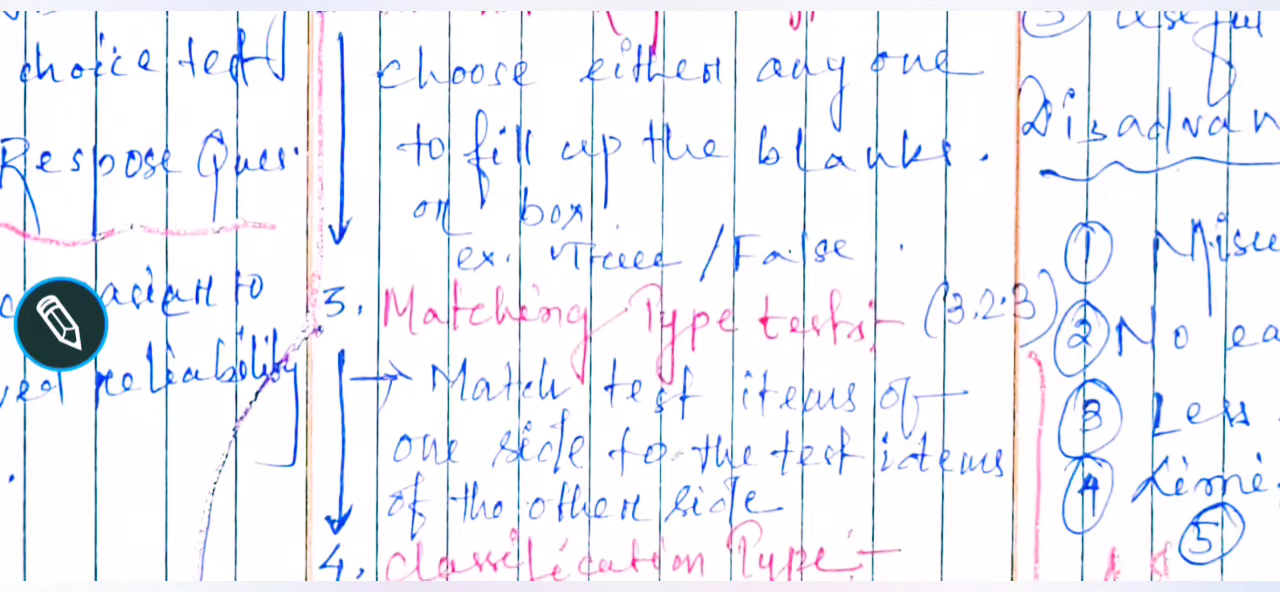 choice test
Respose Ques.
to
reliability
choose either any one
to fill up the blanks.
or box
ex. True / False
3. Matching Type tests:- (3.2.3)
→ Match test items of
one side to the test items
of the other side
4. Classification Type:-
③ Useful
Disadvan
①
② No ea
③ Less
④
⑤